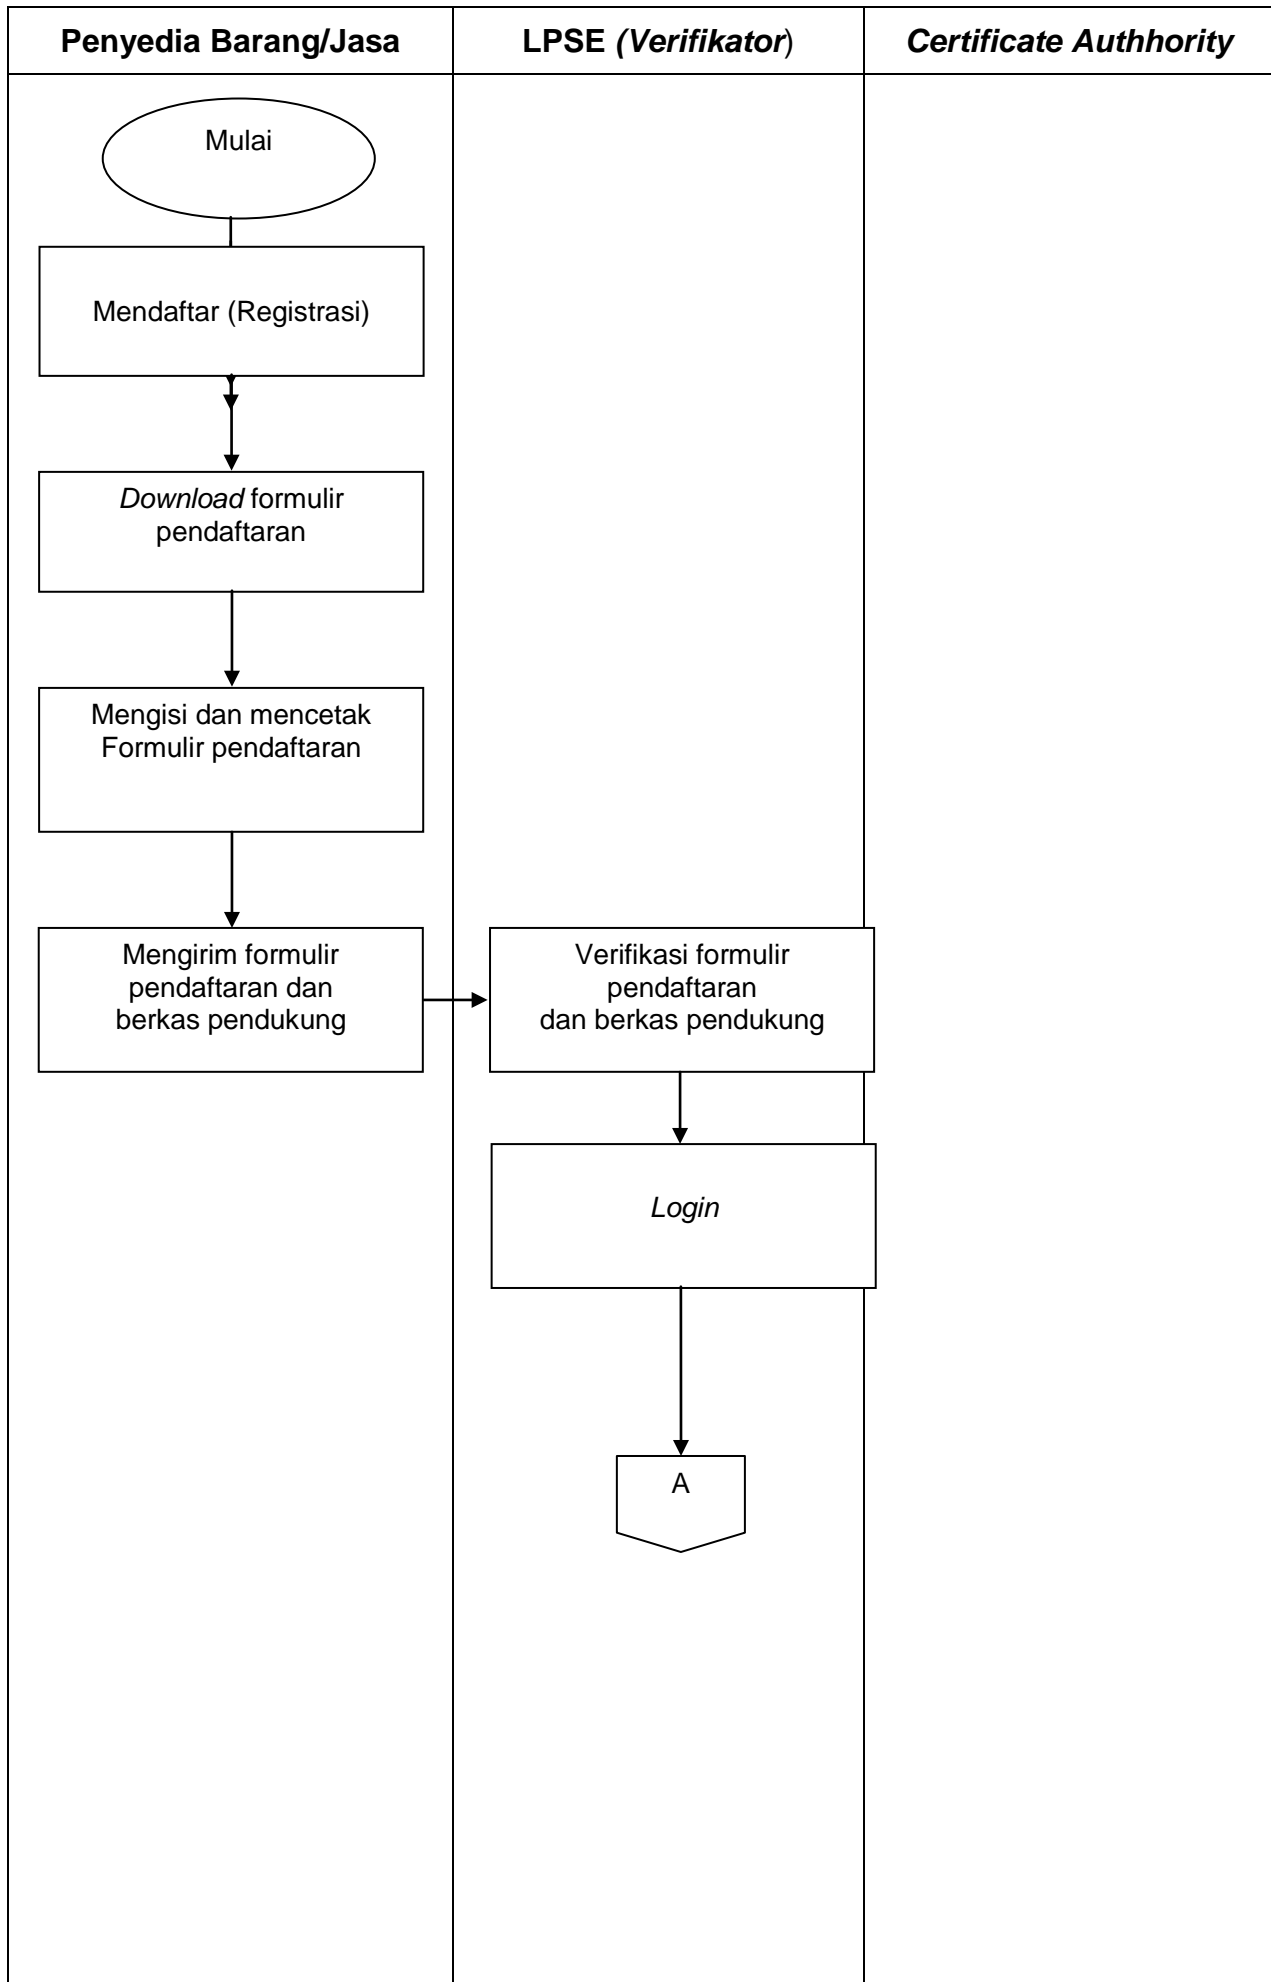 Penyedia Barang/Jasa
LPSE (Verifikator)
Certificate Authhority
Mulai
Mendaftar (Registrasi)
Download formulir
pendaftaran
Mengisi dan mencetak
Formulir pendaftaran
Mengirim formulir
pendaftaran dan
berkas pendukung
Verifikasi formulir
pendaftaran
dan berkas pendukung
Login
A